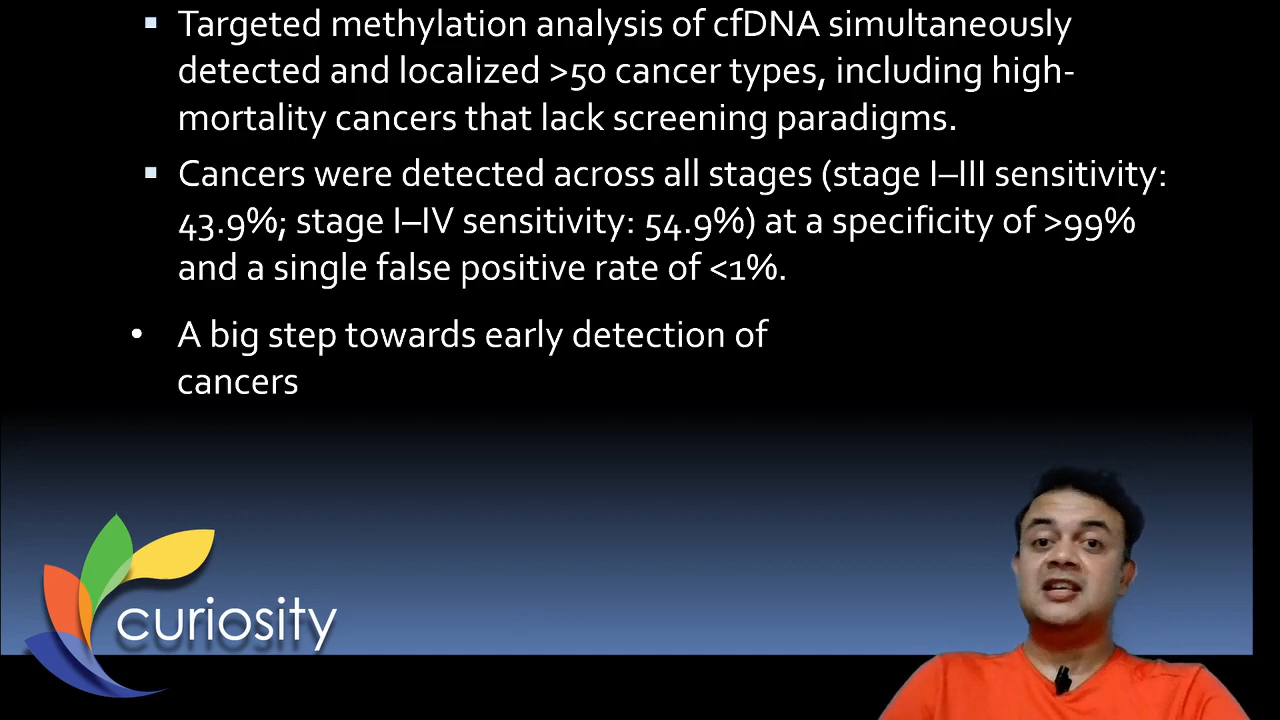 ▪ Targeted methylation analysis of cfDNA simultaneously
detected and localized >50 cancer types, including high-
mortality cancers that lack screening paradigms.
▪ Cancers were detected across all stages (stage I–III sensitivity:
43.9%; stage I–IV sensitivity: 54.9%) at a specificity of >99%
and a single false positive rate of <1%.
• A big step towards early detection of
cancers
curiosity